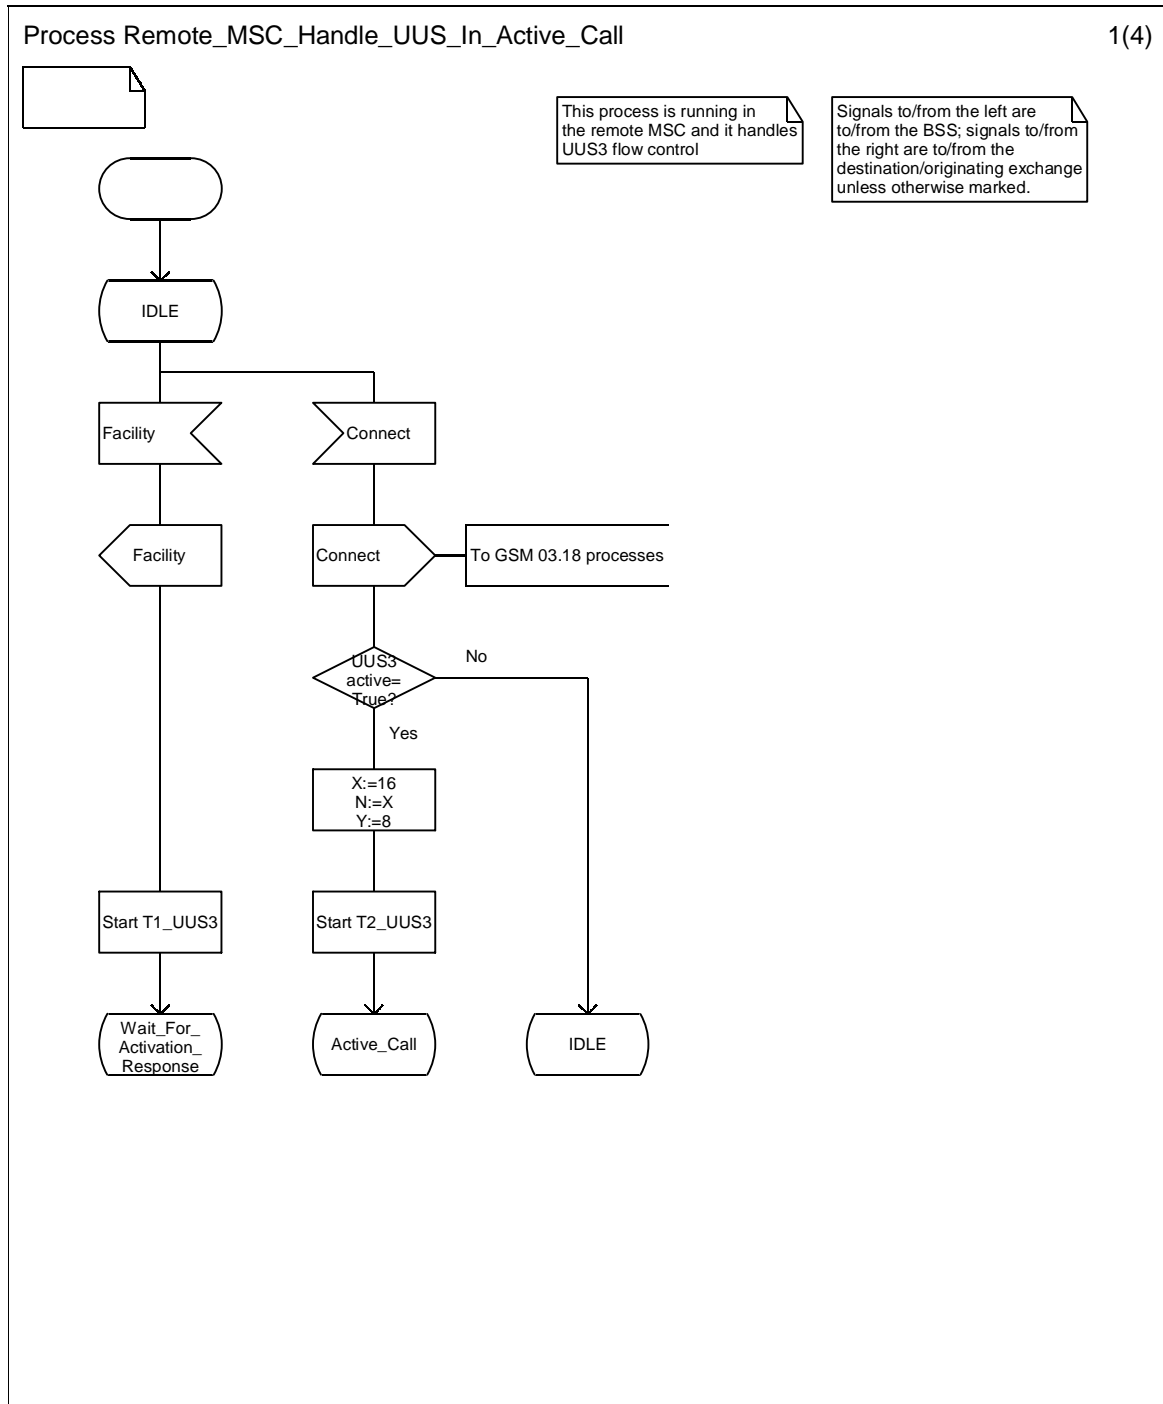 Process Remote_MSC_Handle_UUS_In_Active_Call
1(4)
This process is running in
the remote MSC and it handles
UUS3 flow control
Signals to/from the left are
to/from the BSS; signals to/from
the right are to/from the
destination/originating exchange
unless otherwise marked.
IDLE
Facility
Connect
Facility
Connect
To GSM 03.18 processes
UUS3
active=
True?
No
Yes
X:=16
N:=X
Y:=8
Start T1_UUS3
Start T2_UUS3
Wait_For_
Activation_
Response
Active_Call
IDLE